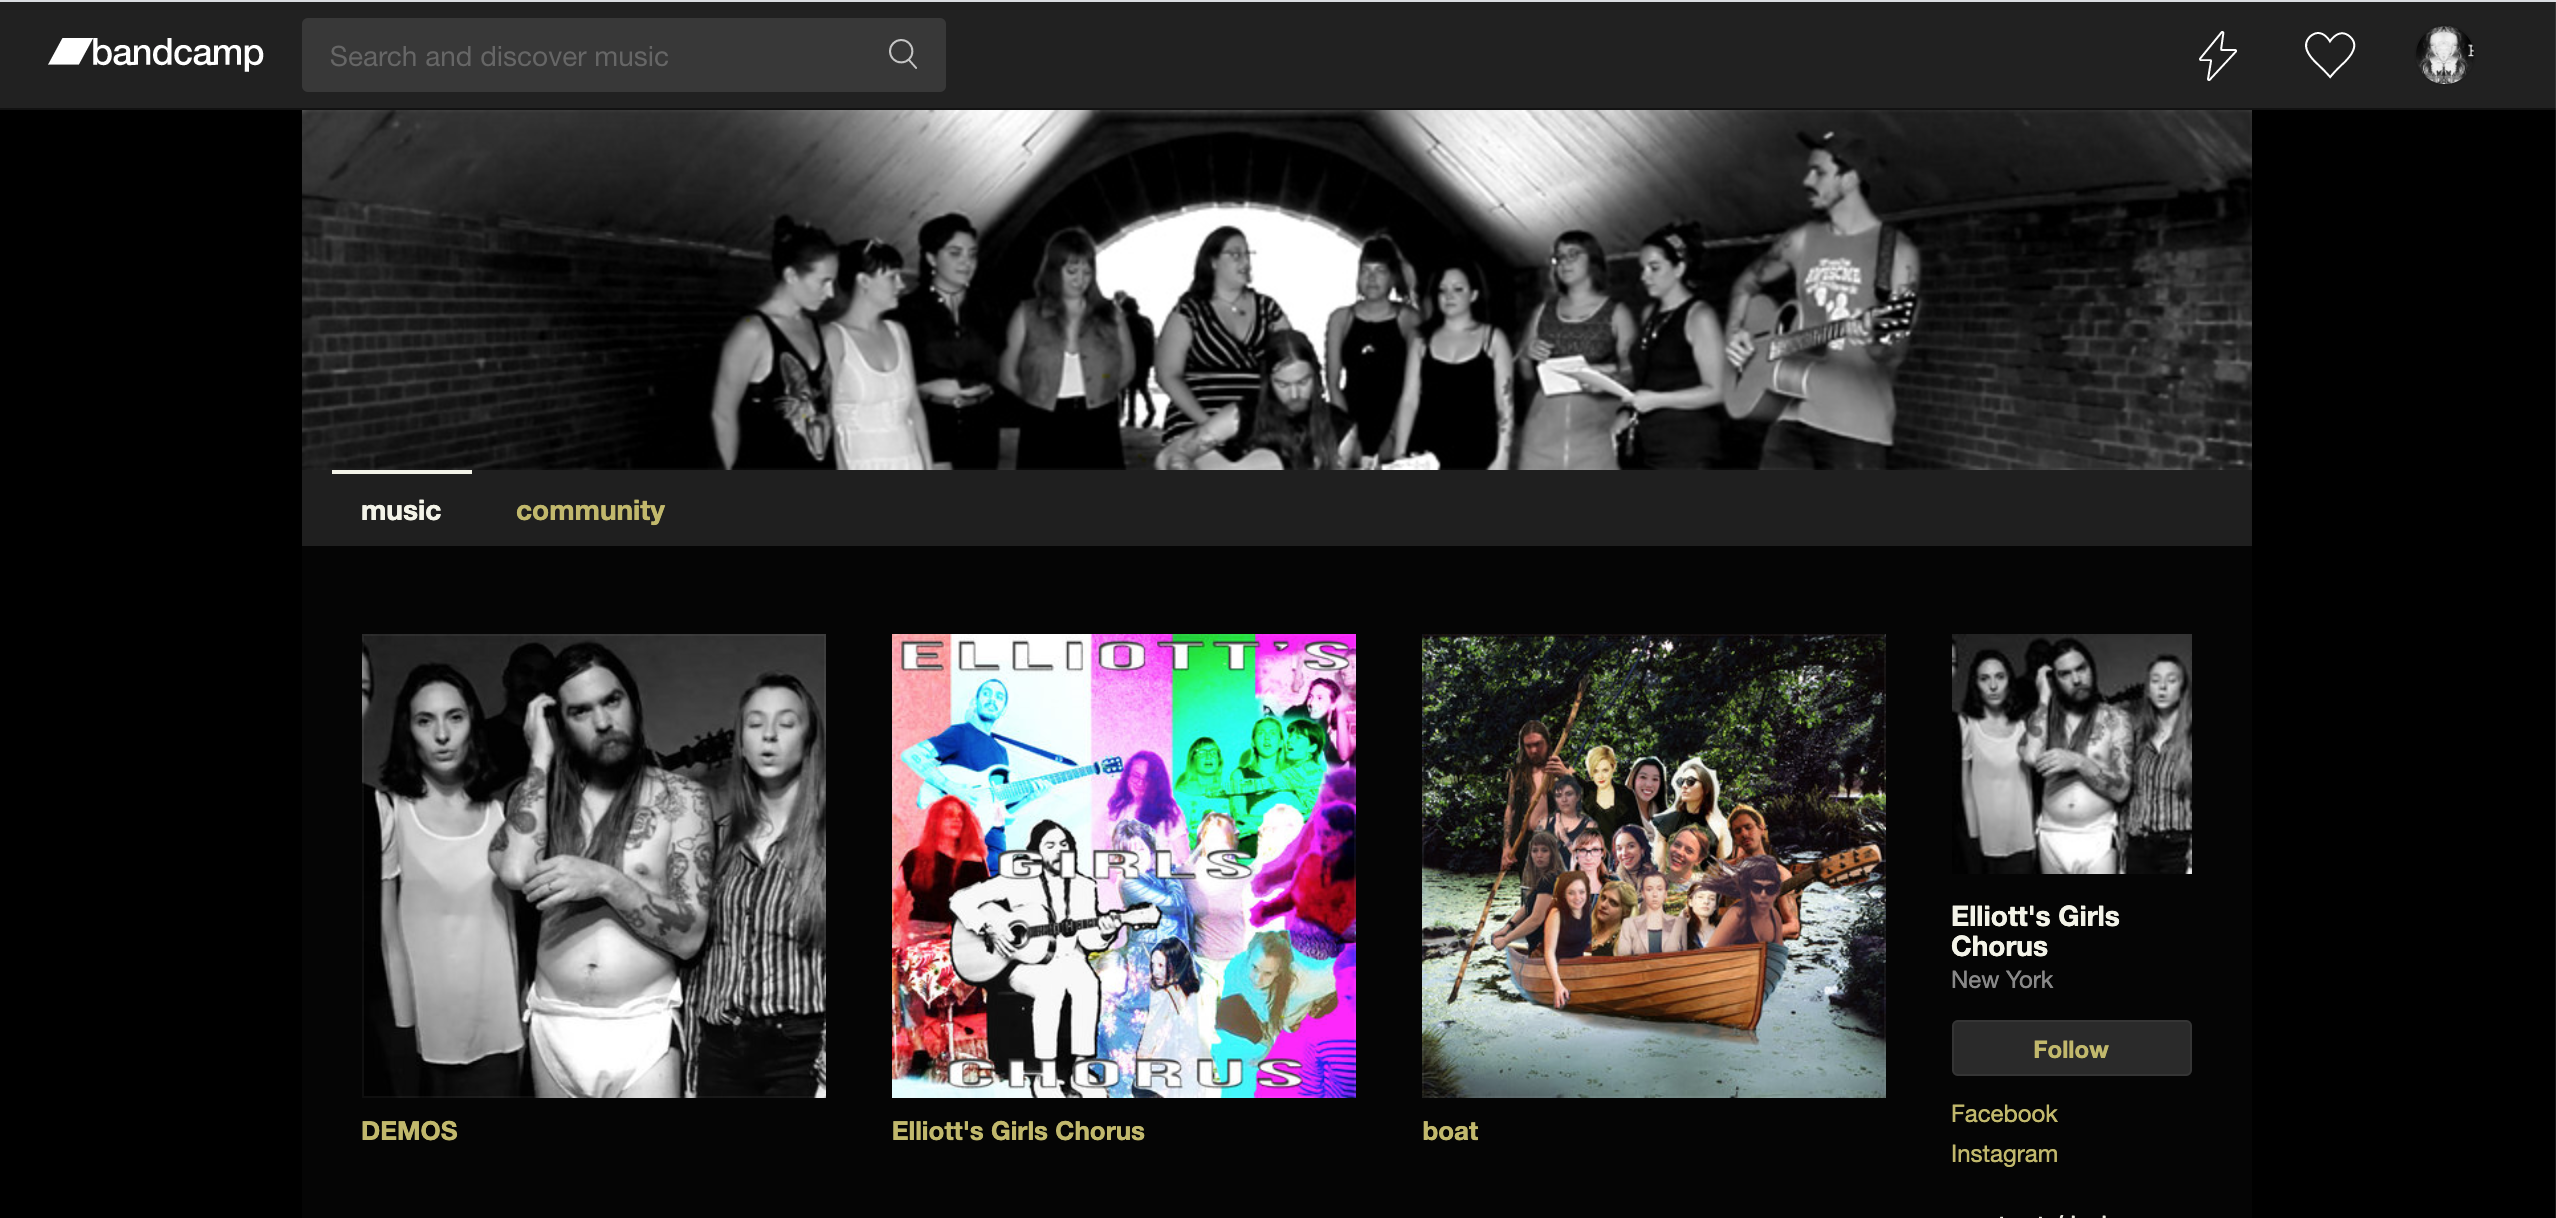 bandcamp
Search and discover music
music
community
ELLIOTT'S
GIRLS
CHORUS
DEMOS
Elliott's Girls Chorus
boat
Elliott's Girls
Chorus
New York
Follow
Facebook
Instagram